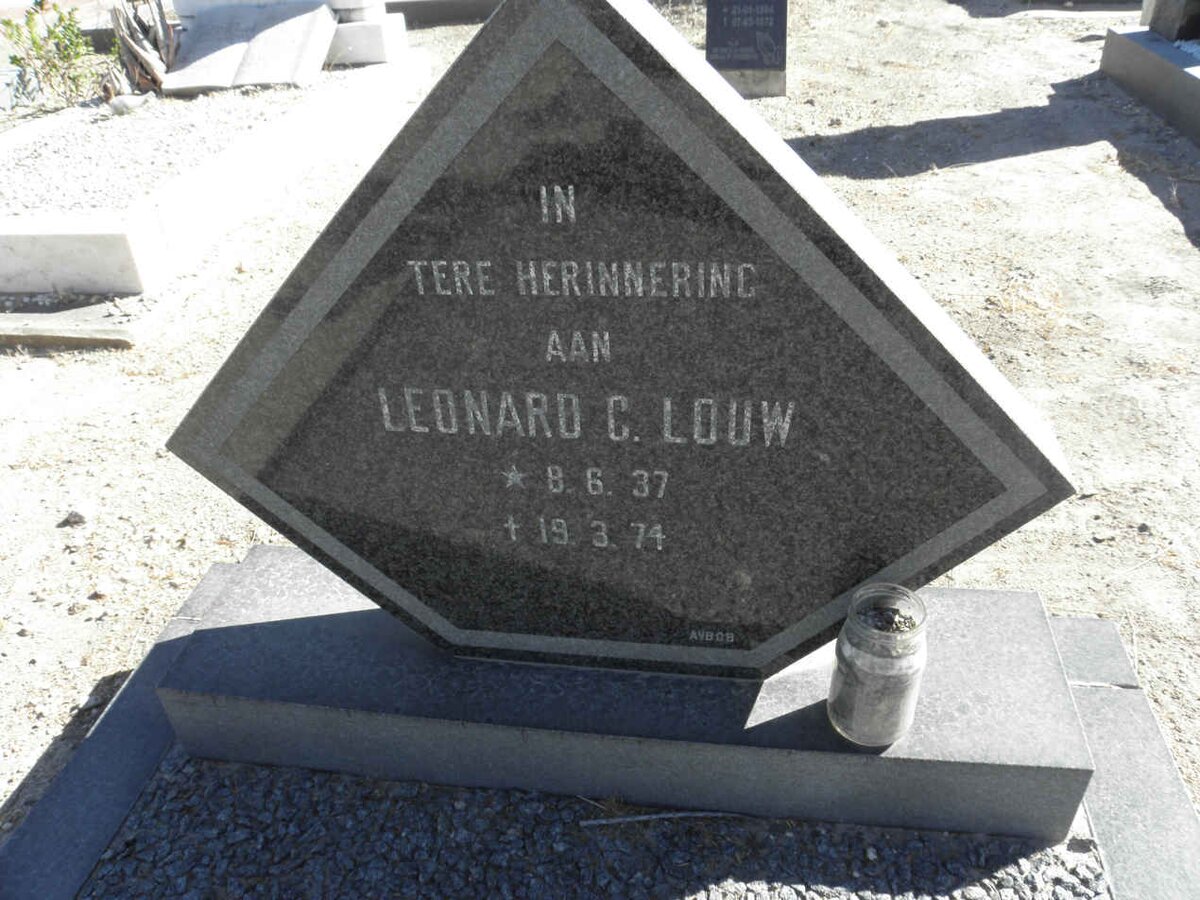 IN
TERE HERINNERING
AAN
LEONARD C. LOUW
★ 8. 6. 37
† 19. 3. 74
AVBOB